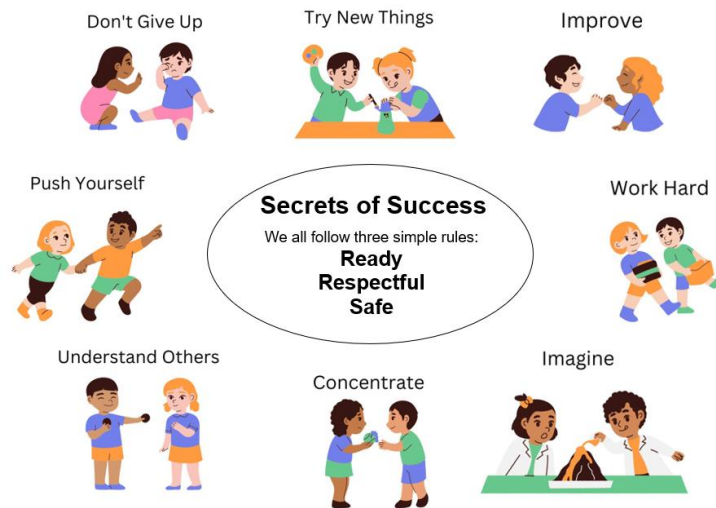 Don't Give Up
Try New Things
Improve
Push Yourself
Secrets of Success
We all follow three simple rules:
Ready
Respectful
Safe
Work Hard
Understand Others
Concentrate
Imagine